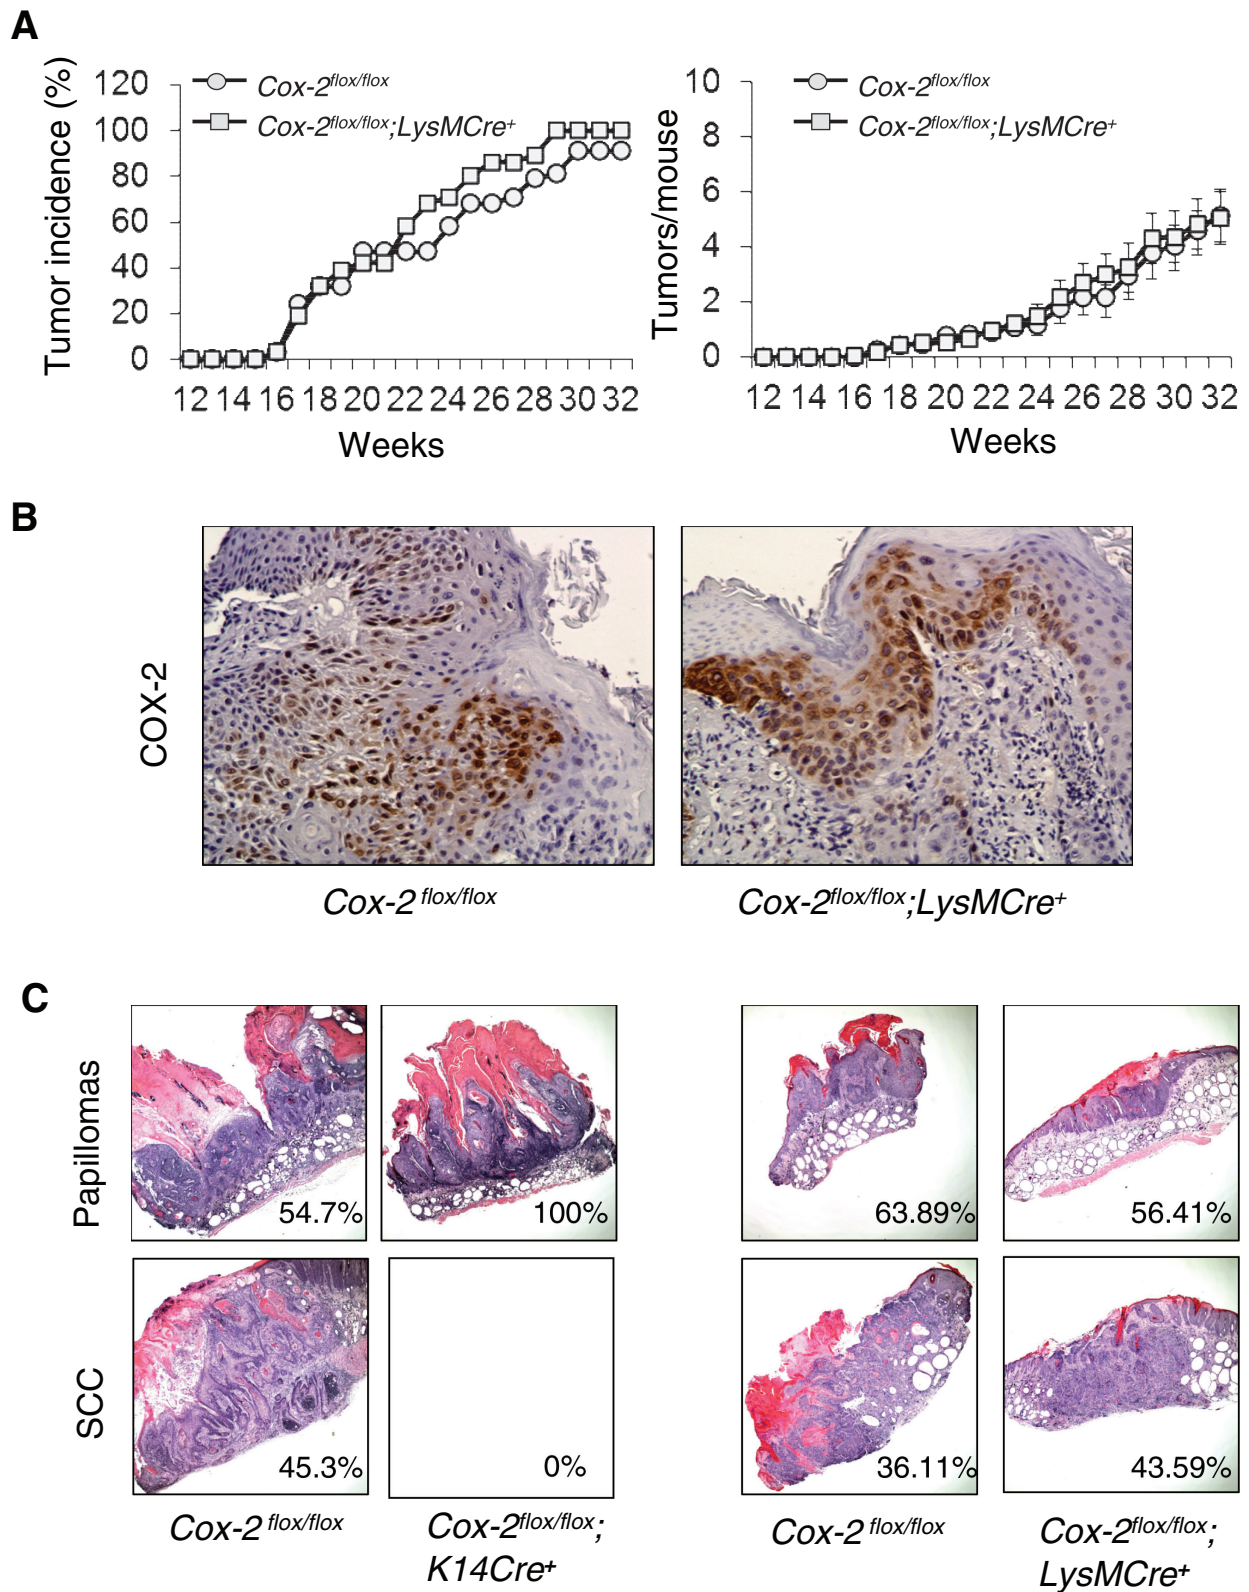 A
Tumor incidence (%)
120
100
80
60
40
20
0
Cox-2flox/flox
Cox-2flox/flox;LysMCre+
12 14 16 18 20 22 24 26 28 30 32
Weeks
Tumors/mouse
10
8
6
4
2
0
Cox-2flox/flox
Cox-2flox/flox;LysMCre+
12 14 16 18 20 22 24 26 28 30 32
Weeks
B
COX-2
Cox-2 flox/flox
Cox-2flox/flox;LysMCre+
C
Papillomas
54.7%
100%
63.89%
56.41%
SCC
45.3%
0%
36.11%
43.59%
Cox-2 flox/flox
Cox-2flox/flox;
K14Cre+
Cox-2 flox/flox
Cox-2flox/flox;
LysMCre+